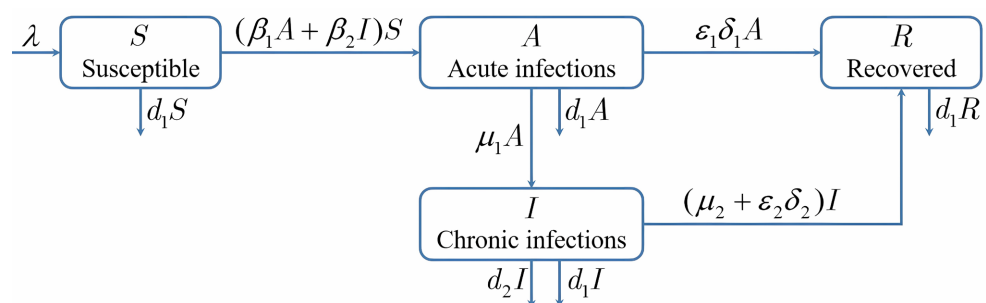 λ
S
Susceptible
(β₁A + β₂I)S
A
Acute infections
ε₁δ₁A
R
Recovered
d₁S
μ₁A
d₁A
d₁R
I
Chronic infections
(μ₂ + ε₂δ₂)I
d₂I
d₁I